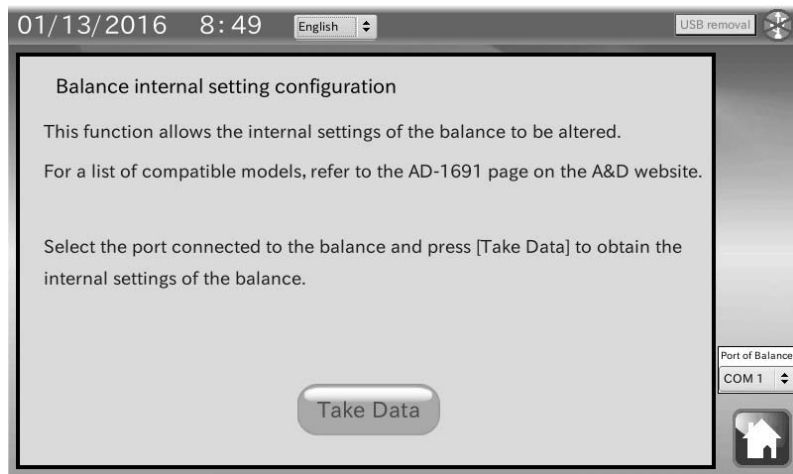 01/13/2016 8:49 English USB removal
Balance internal setting configuration
This function allows the internal settings of the balance to be altered.
For a list of compatible models, refer to the AD-1691 page on the A&D website.
Select the port connected to the balance and press [Take Data] to obtain the
internal settings of the balance.
Port of Balance
COM 1
Take Data